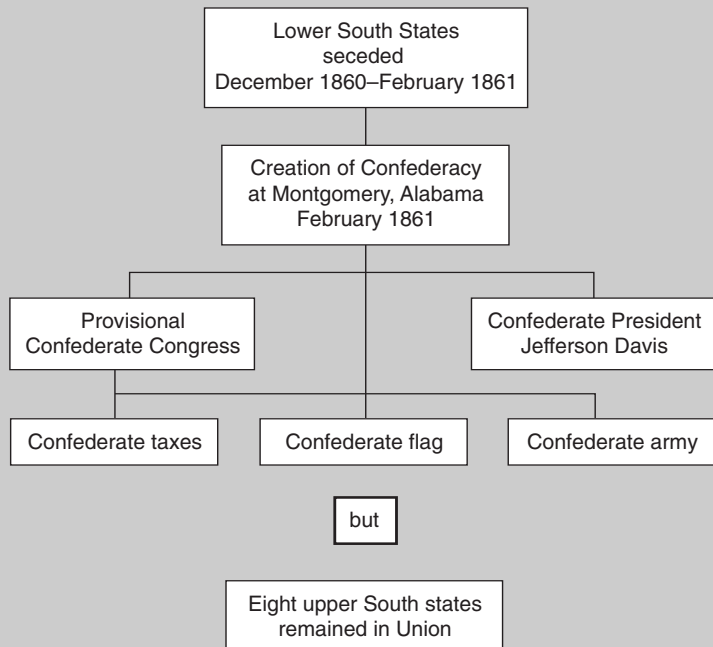 Lower South States
seceded
December 1860–February 1861
Creation of Confederacy
at Montgomery, Alabama
February 1861
Provisional
Confederate Congress
Confederate President
Jefferson Davis
Confederate taxes
Confederate flag
Confederate army
but
Eight upper South states
remained in Union